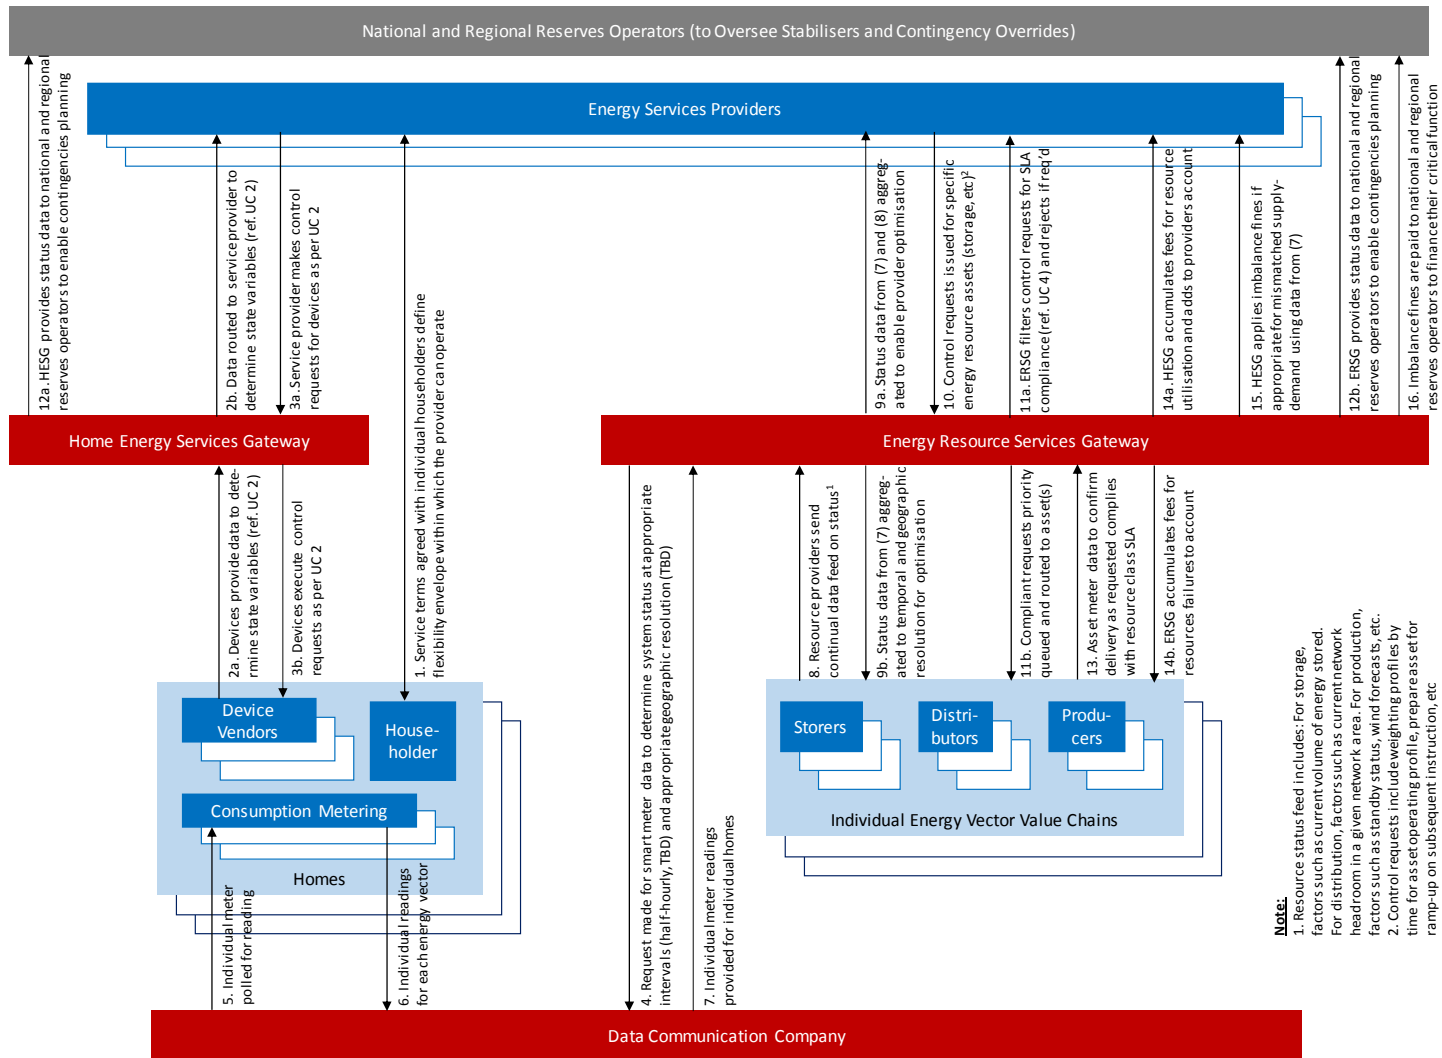 National and Regional Reserves Operators (to Oversee Stabilisers and Contingency Overrides)
12a. HESG provides status data to national and regional
reserves operators to enable contingencies planning
Energy Services Providers
2b. Data routed to service provider to
determine state variables (ref. UC 2)
3a. Service provider makes control
requests for devices as per UC 2
1. Service terms agreed with individual householders define
flexibility envelope within which the provider can operate
9a. Status data from (7) and (8) aggreg-
ated to enable provider optimisation
10. Control requests issued for specific
energy resource assets (storage, etc)2
11a. ERSG filters control requests for SLA
compliance (ref. UC 4) and rejects if req'd
14a. HESG accumulates fees for resource
utilisation and adds to providers account
15. HESG applies imbalance fines if
appropriate for mismatched supply-
demand using data from (7)
12b. ERSG provides status data to national and regional
reserves operators to enable contingencies planning
16. Imbalance fines are paid to national and regional
reserves operators to finance their critical function
Home Energy Services Gateway
Energy Resource Services Gateway
2a. Devices provide data to dete-
rmine state variables (ref. UC 2)
3b. Devices execute control
requests as per UC 2
4. Request made for smart meter data to determine system status at appropriate
intervals (half-hourly, TBD) and appropriate geographic resolution (TBD)
7. Individual meter readings
provided for individual homes
8. Resource providers send
continual data feed on status1
9b. Status data from (7) aggreg-
ated to temporal and geographic
resolution for optimisation
11b. Compliant requests priority
queued and routed to asset(s)
13. Asset meter data to confirm
delivery as requested complies
with resource class SLA
14b. ERSG accumulates fees for
resources failures to account
Device
Vendors
House-
holder
Consumption Metering
Homes
Storers
Distri-
butors
Produ-
cers
Individual Energy Vector Value Chains
5. Individual meter
polled for reading
6. Individual readings
for each energy vector
Note:
1. Resource status feed includes: For storage,
factors such as current volume of energy stored.
For distribution, factors such as current network
headroom in a given network area. For production,
factors such as standby status, wind forecasts, etc.
2. Control requests include weighting profiles by
time for asset operating profile, prepare asset for
ramp-up on subsequent instruction, etc
Data Communication Company